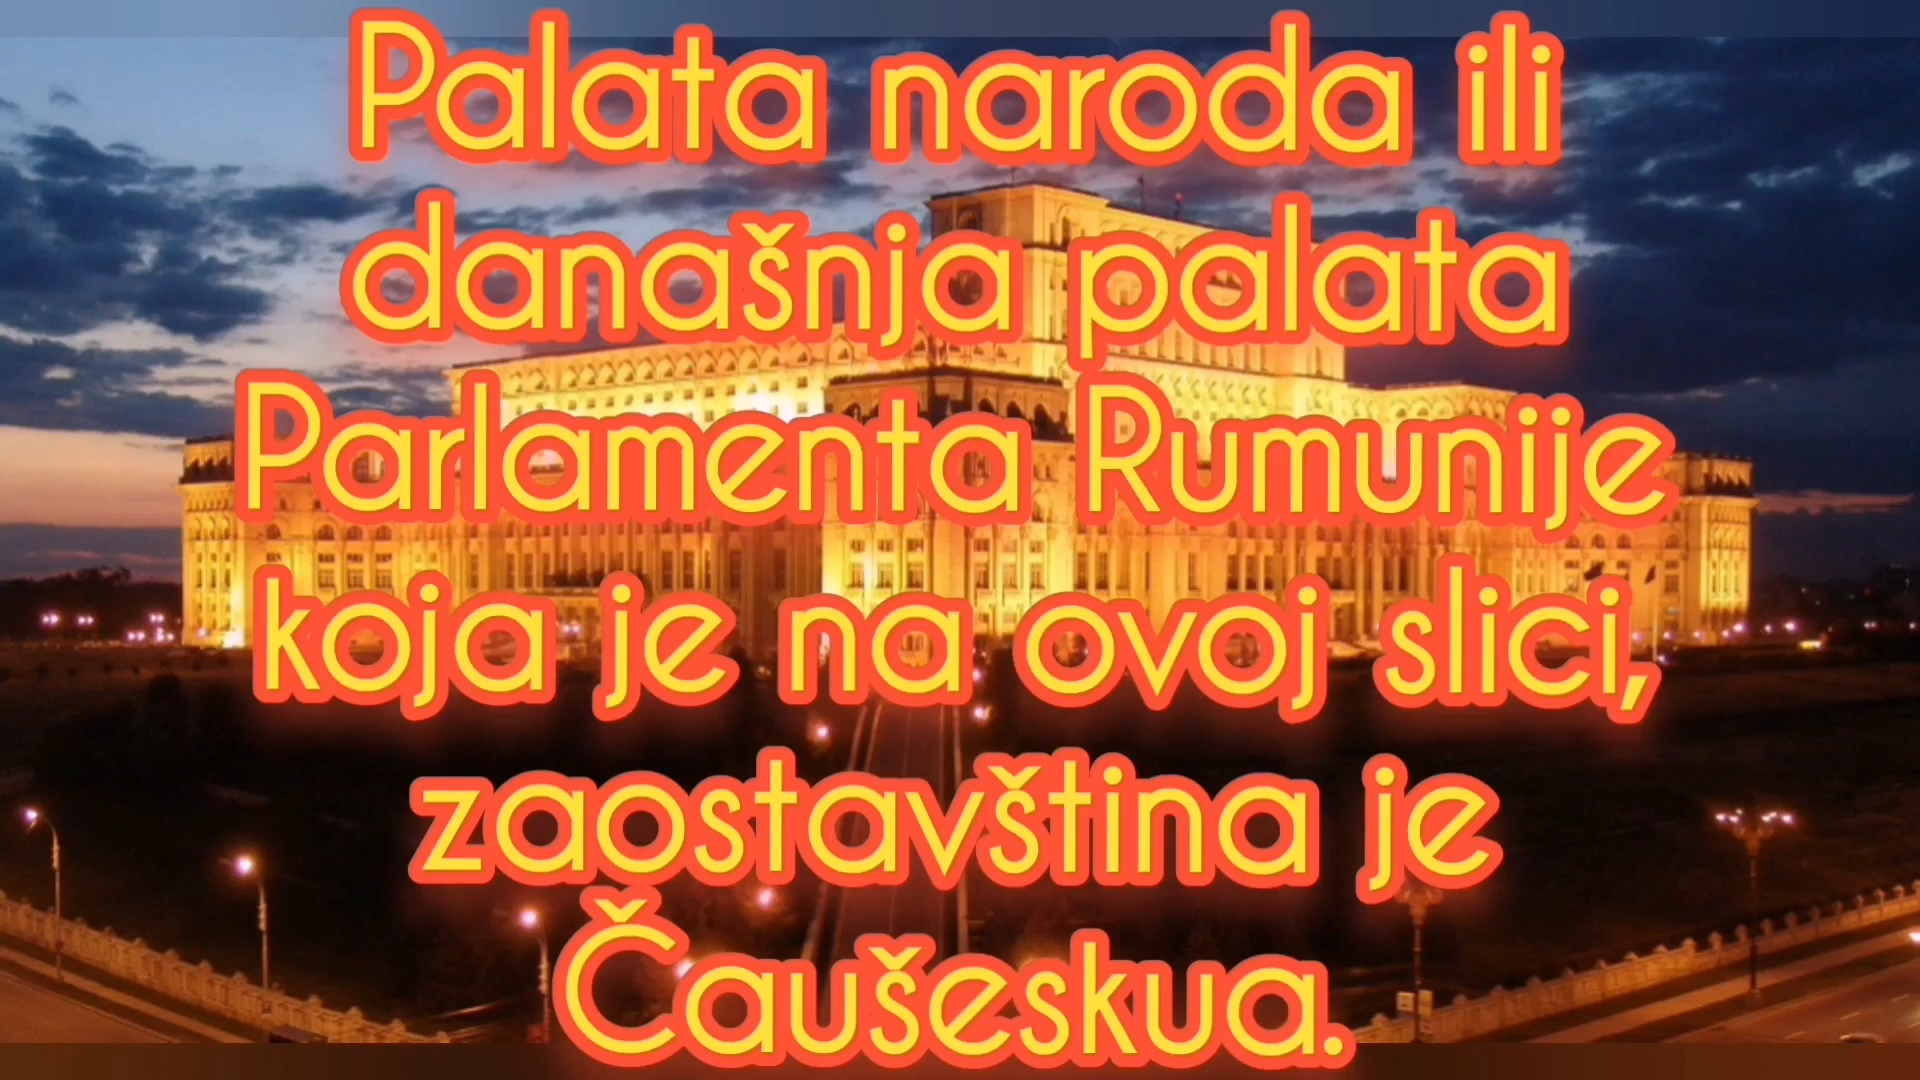 Palata naroda ili
današnja palata
Parlamenta Rumunije
koja je na ovoj slici,
zaostavština je
Čaušeskua.